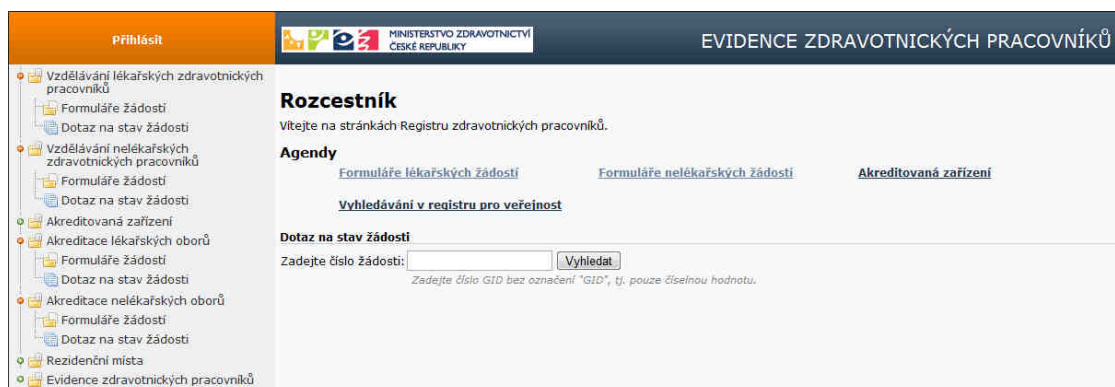 Přihlásit
MINISTERSTVO ZDRAVOTNICTVÍ
ČESKÉ REPUBLIKY
EVIDENCE ZDRAVOTNICKÝCH PRACOVNÍKŮ
Vzdělávání lékařských zdravotnických
pracovníků
Formuláře žádostí
Dotaz na stav žádosti
Vzdělávání nelékařských
zdravotnických pracovníků
Formuláře žádostí
Dotaz na stav žádosti
Akreditovaná zařízení
Akreditace lékařských oborů
Formuláře žádostí
Dotaz na stav žádosti
Akreditace nelékařských oborů
Formuláře žádostí
Dotaz na stav žádosti
Rezidenční místa
Evidence zdravotnických pracovníků
Rozcestník
Vítejte na stránkách Registru zdravotnických pracovníků.
Agendy
Formuláře lékařských žádostí Formuláře nelékařských žádostí Akreditovaná zařízení
Vyhledávání v registru pro veřejnost
Dotaz na stav žádosti
Zadejte číslo žádosti: Vyhledat
Zadejte číslo GID bez označení "GID", tj. pouze číselnou hodnotu.